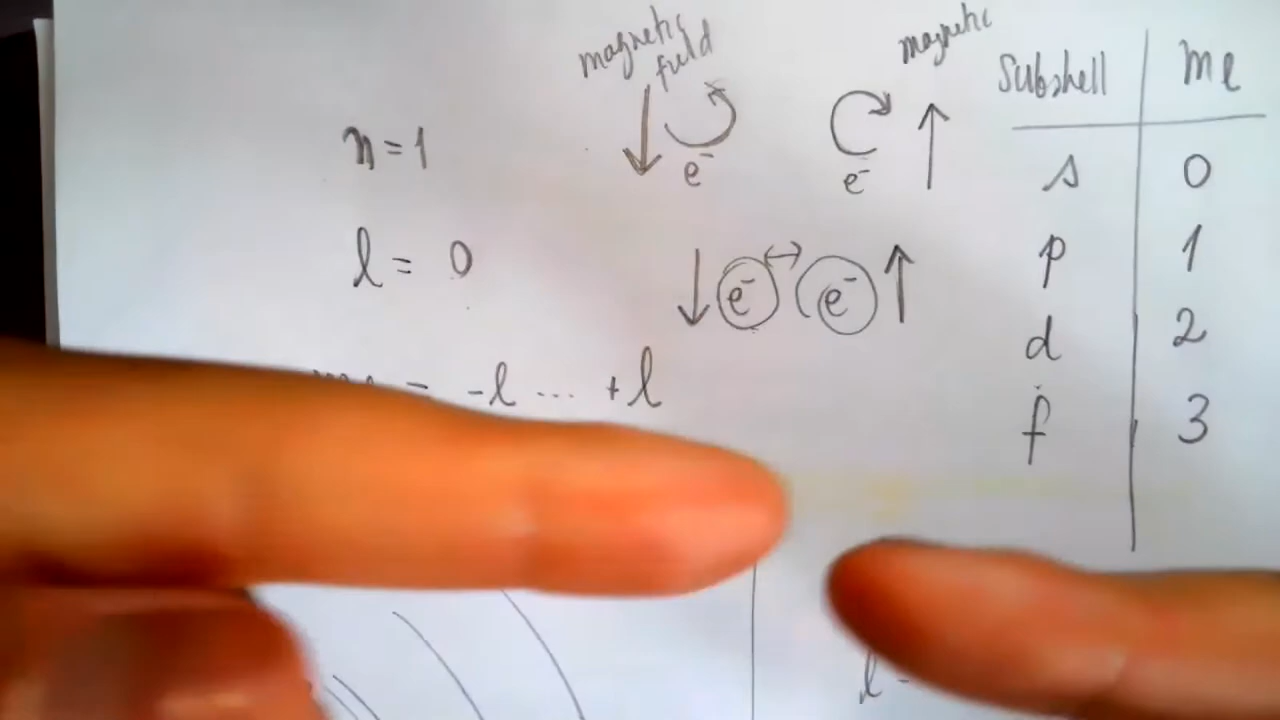 magnetic field
magnetic
n = 1
e⁻
e⁻
l = 0
e⁻ e⁻
= -l ... +l
Subshell ml
s 0
p 1
d 2
f 3
l